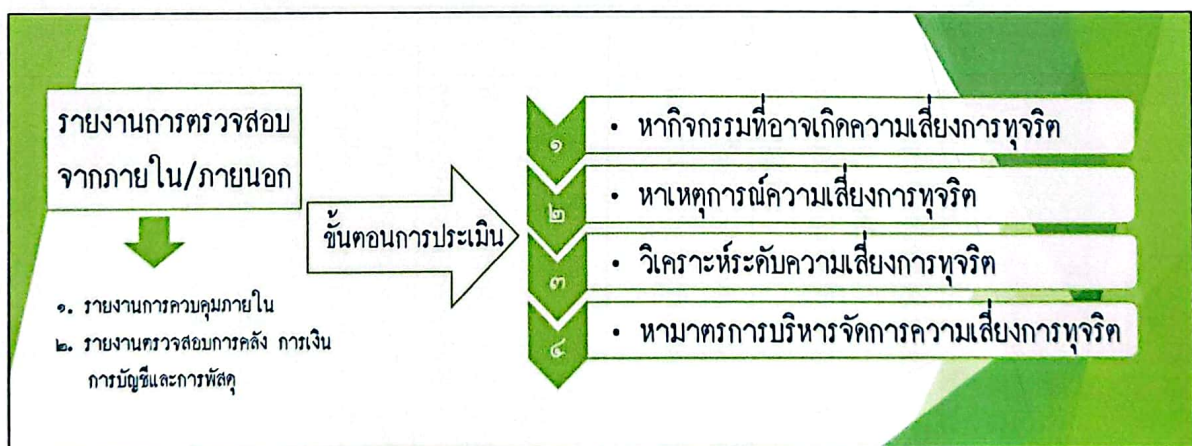 รายงานการตรวจสอบ
จากภายใน/ภายนอก
๑. รายงานการควบคุมภายใน
๒. รายงานตรวจสอบการคลัง การเงิน
การบัญชีและการพัสดุ
ขั้นตอนการประเมิน
๑
• หากิจกรรมที่อาจเกิดความเสี่ยงการทุจริต
๒
• หาเหตุการณ์ความเสี่ยงการทุจริต
๓
• วิเคราะห์ระดับความเสี่ยงการทุจริต
๔
• หามาตรการบริหารจัดการความเสี่ยงการทุจริต